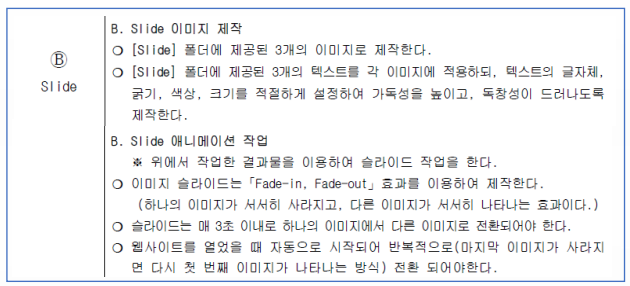 Ⓑ
Slide
B. Slide 이미지 제작
○ [Slide] 폴더에 제공된 3개의 이미지로 제작한다.
○ [Slide] 폴더에 제공된 3개의 텍스트를 각 이미지에 적용하되, 텍스트의 글자체,
굵기, 색상, 크기를 적절하게 설정하여 가독성을 높이고, 독창성이 드러나도록
제작한다.
B. Slide 애니메이션 작업
※ 위에서 작업한 결과물을 이용하여 슬라이드 작업을 한다.
○ 이미지 슬라이드는「Fade-in, Fade-out」효과를 이용하여 제작한다.
(하나의 이미지가 서서히 사라지고, 다른 이미지가 서서히 나타나는 효과이다.)
○ 슬라이드는 매 3초 이내로 하나의 이미지에서 다른 이미지로 전환되어야 한다.
○ 웹사이트를 열었을 때 자동으로 시작되어 반복적으로(마지막 이미지가 사라지
면 다시 첫 번째 이미지가 나타나는 방식) 전환 되어야한다.